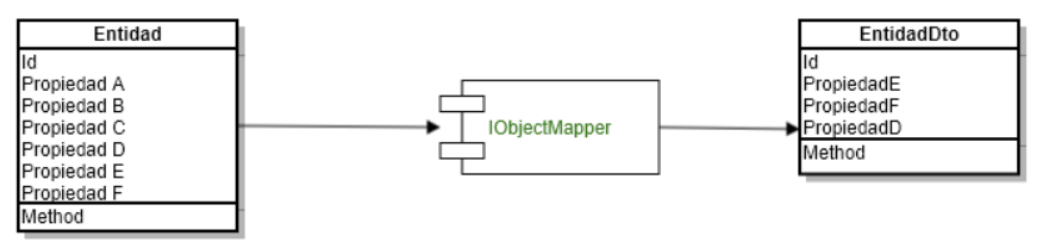 Entidad
Id
Propiedad A
Propiedad B
Propiedad C
Propiedad D
Propiedad E
Propiedad F
Method
IObjectMapper
EntidadDto
Id
PropiedadE
PropiedadF
PropiedadD
Method